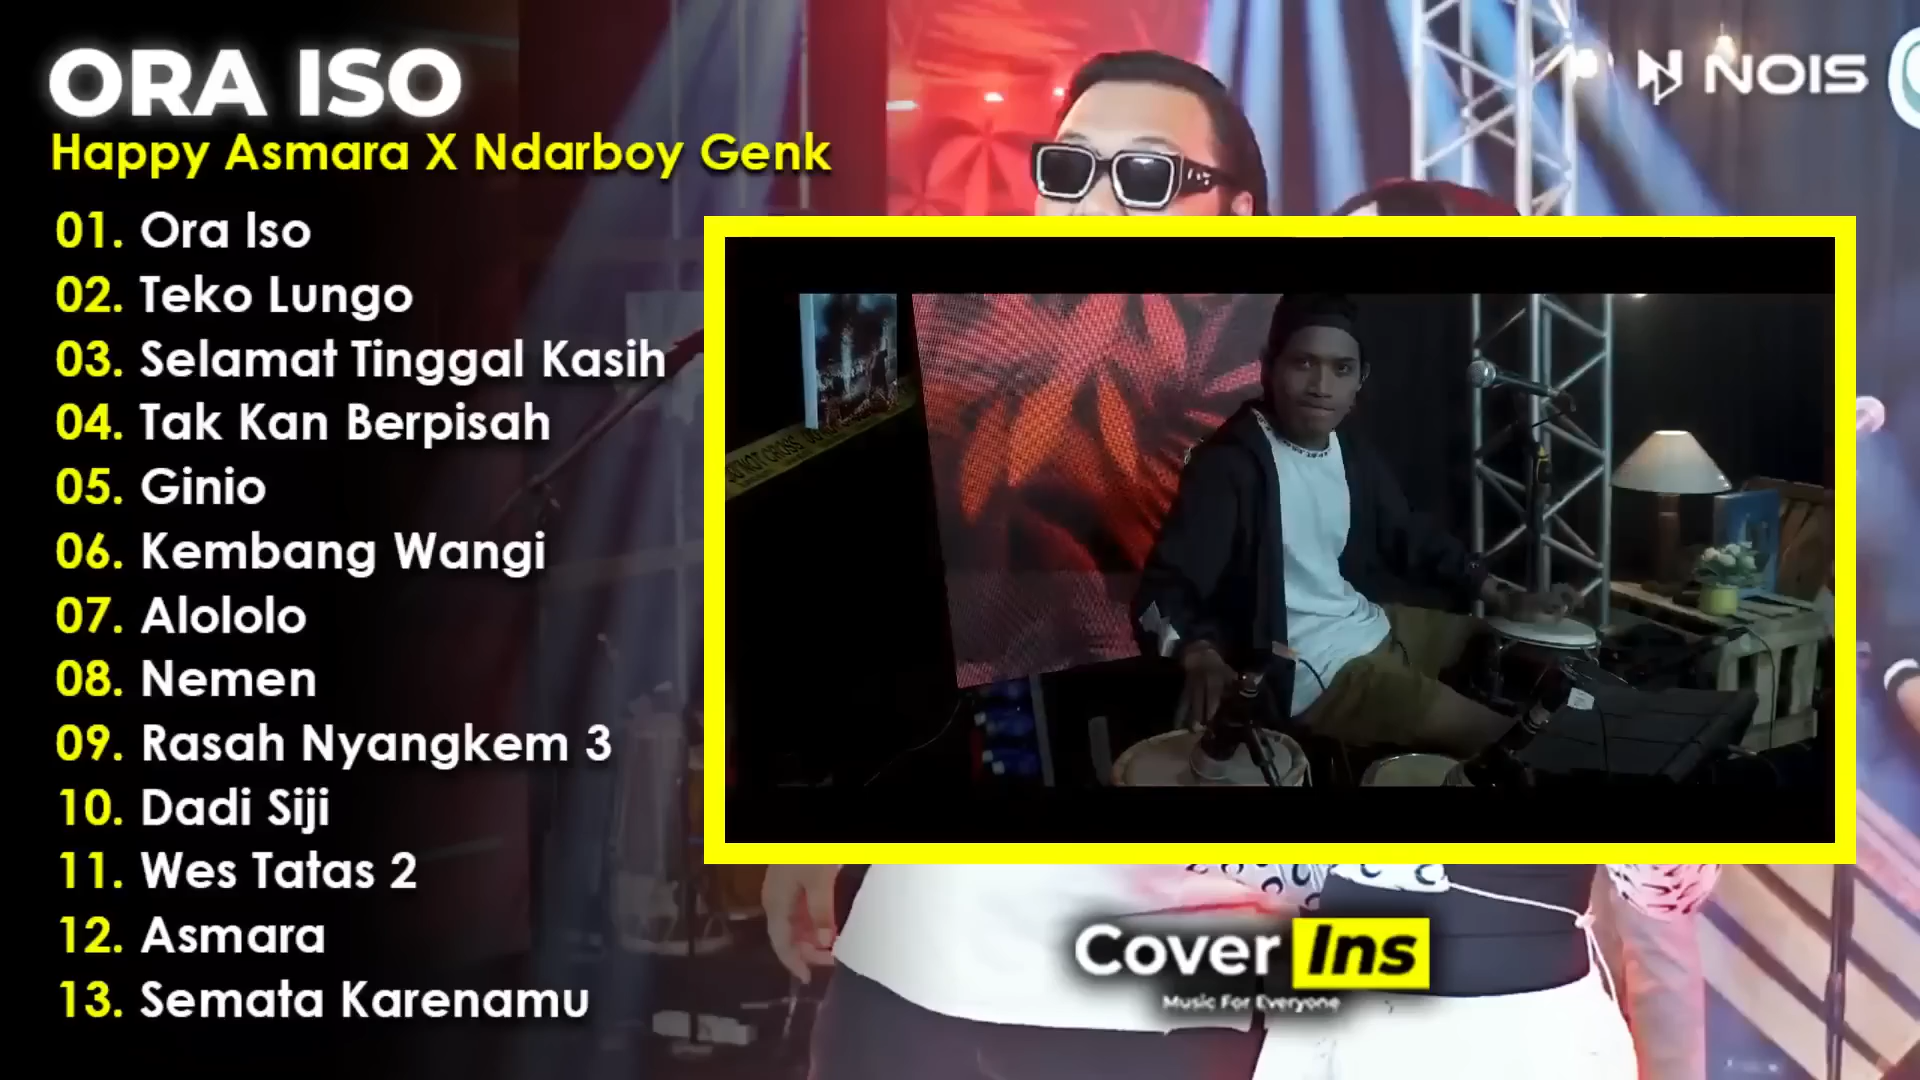 ORA ISO
Happy Asmara X Ndarboy Genk
01. Ora Iso
02. Teko Lungo
03. Selamat Tinggal Kasih
04. Tak Kan Berpisah
05. Ginio
06. Kembang Wangi
07. Alololo
08. Nemen
09. Rasah Nyangkem 3
10. Dadi Siji
11. Wes Tatas 2
12. Asmara
13. Semata Karenamu
NOIS
NOT CROSS
Cover Ins
Music For Everyone